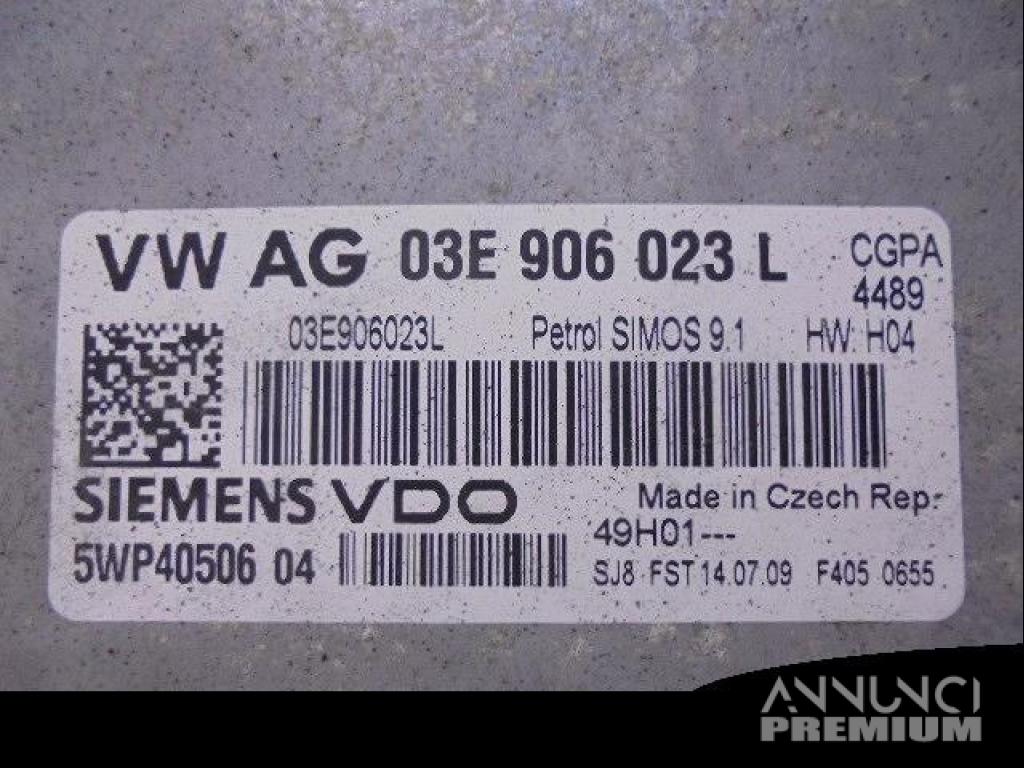 VW AG 03E 906 023 L CGPA
4489
03E906023L Petrol SIMOS 9.1 HW: H04
SIEMENS VDO Made in Czech Rep.
49H01---
5WP40506 04 SJ8 FST 14.07.09 F405 0655
ANNUNCI
PREMIUM